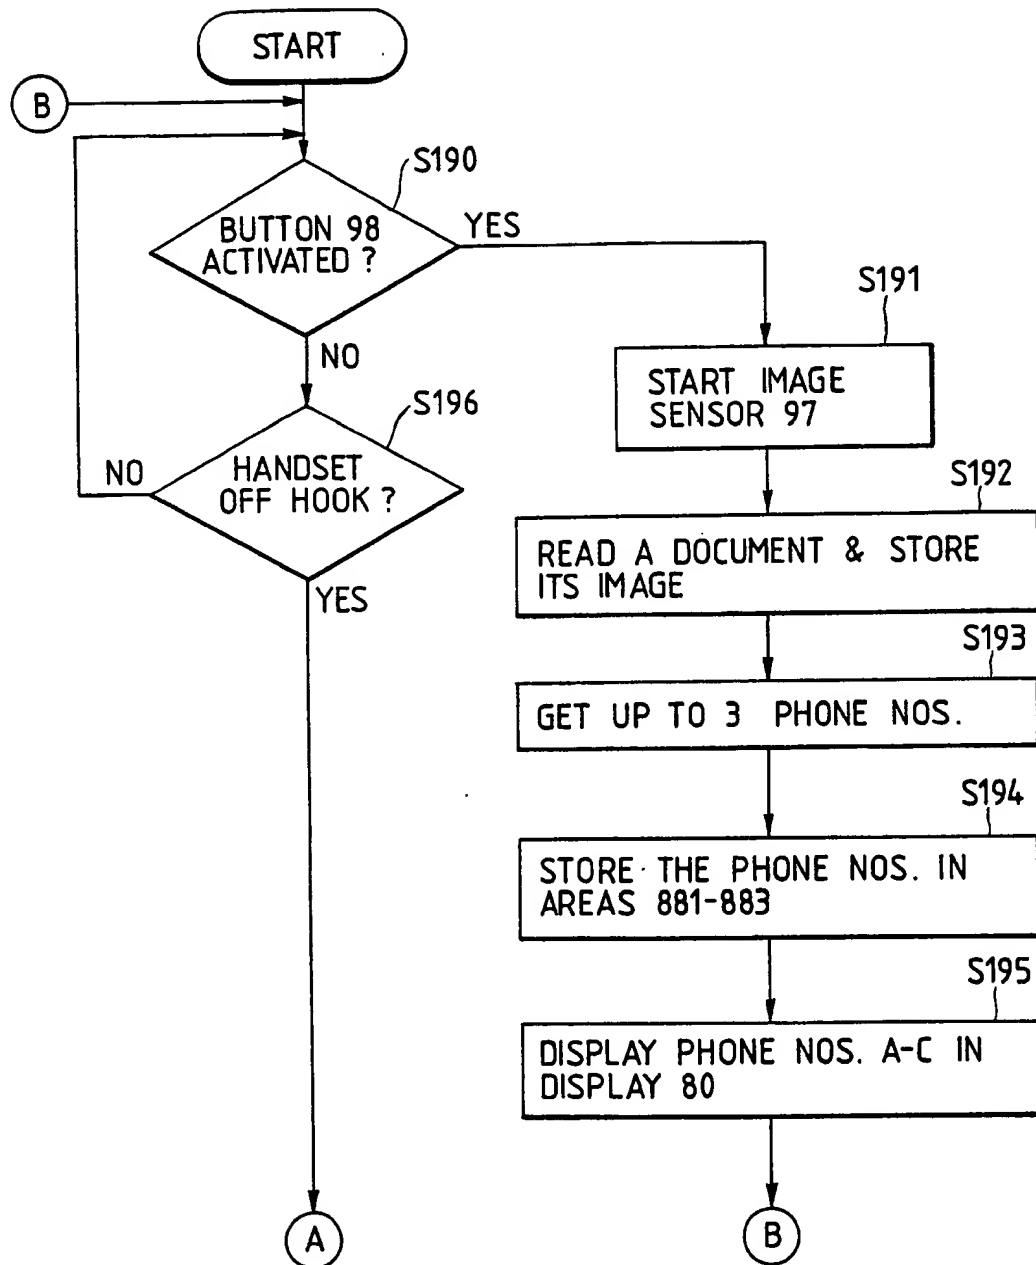 START
B
S190
BUTTON 98
ACTIVATED ?
YES
NO
S191
START IMAGE
SENSOR 97
S196
HANDSET
OFF HOOK ?
NO
YES
S192
READ A DOCUMENT & STORE
ITS IMAGE
S193
GET UP TO 3 PHONE NOS.
S194
STORE THE PHONE NOS. IN
AREAS 881-883
S195
DISPLAY PHONE NOS. A-C IN
DISPLAY 80
A
B